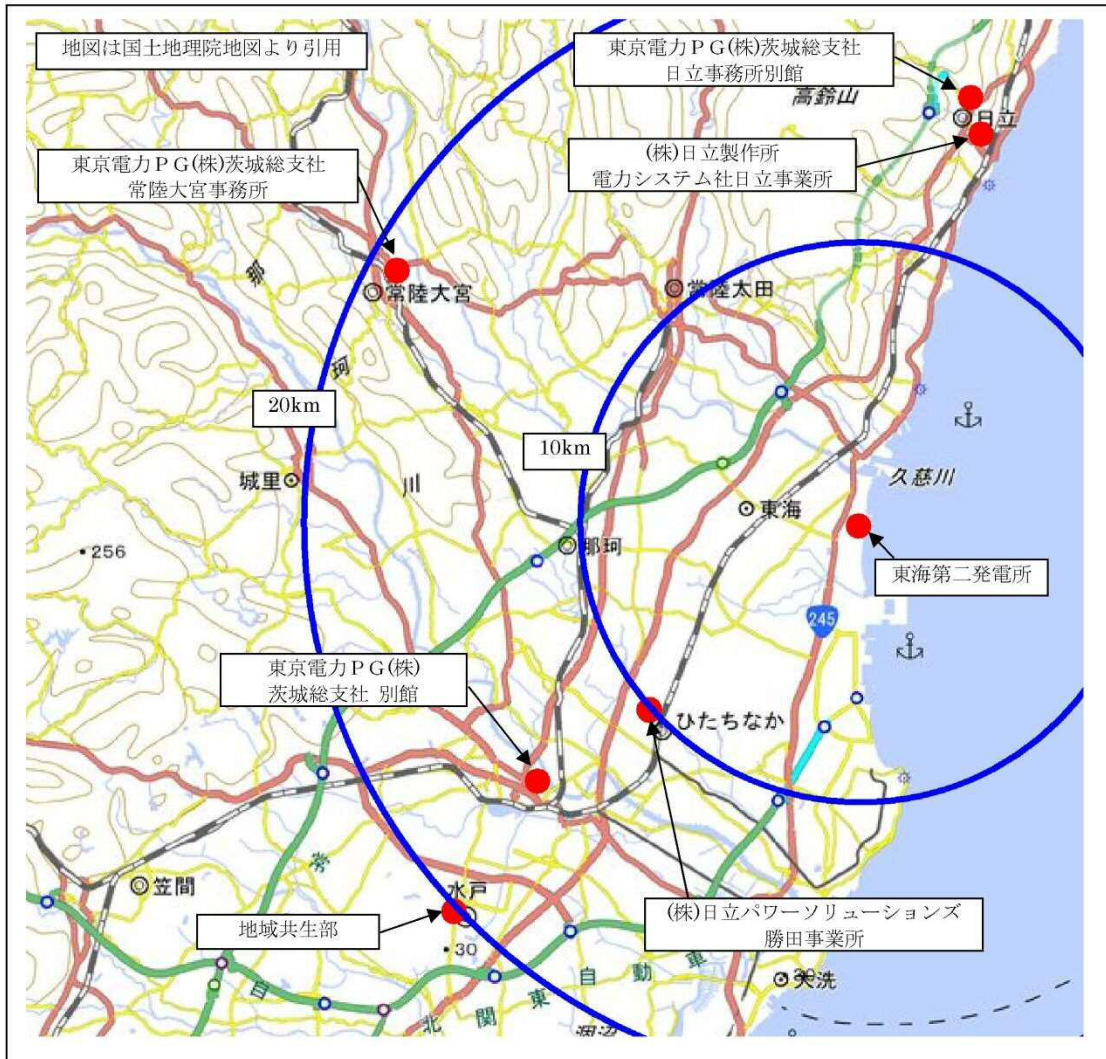 地図は国土地理院地図より引用
東京電力ＰＧ(株)茨城総支社
日立事務所別館
高鈴山
日立
(株)日立製作所
電力システム社日立事業所
東京電力ＰＧ(株)茨城総支社
常陸大宮事務所
那
常陸大宮
常陸太田
珂
20km
10km
城里
川
久慈川
東海
256
那珂
東海第二発電所
245
東京電力ＰＧ(株)
茨城総支社 別館
ひたちなか
常
笠間
水戸
(株)日立パワーソリューションズ
勝田事業所
地域共生部
30
自
北関東自動車
大洗
涸沼